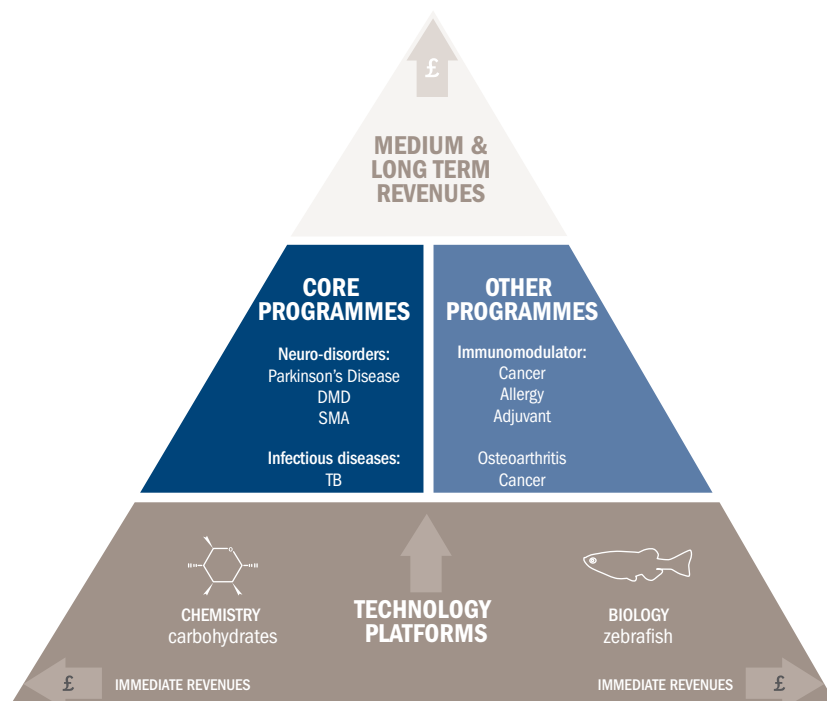 £
MEDIUM &
LONG TERM
REVENUES
CORE
PROGRAMMES
Neuro-disorders:
Parkinson's Disease
DMD
SMA
Infectious diseases:
TB
OTHER
PROGRAMMES
Immunomodulator:
Cancer
Allergy
Adjuvant
Osteoarthritis
Cancer
O
CHEMISTRY
carbohydrates
TECHNOLOGY
PLATFORMS
BIOLOGY
zebrafish
£ IMMEDIATE REVENUES
IMMEDIATE REVENUES £